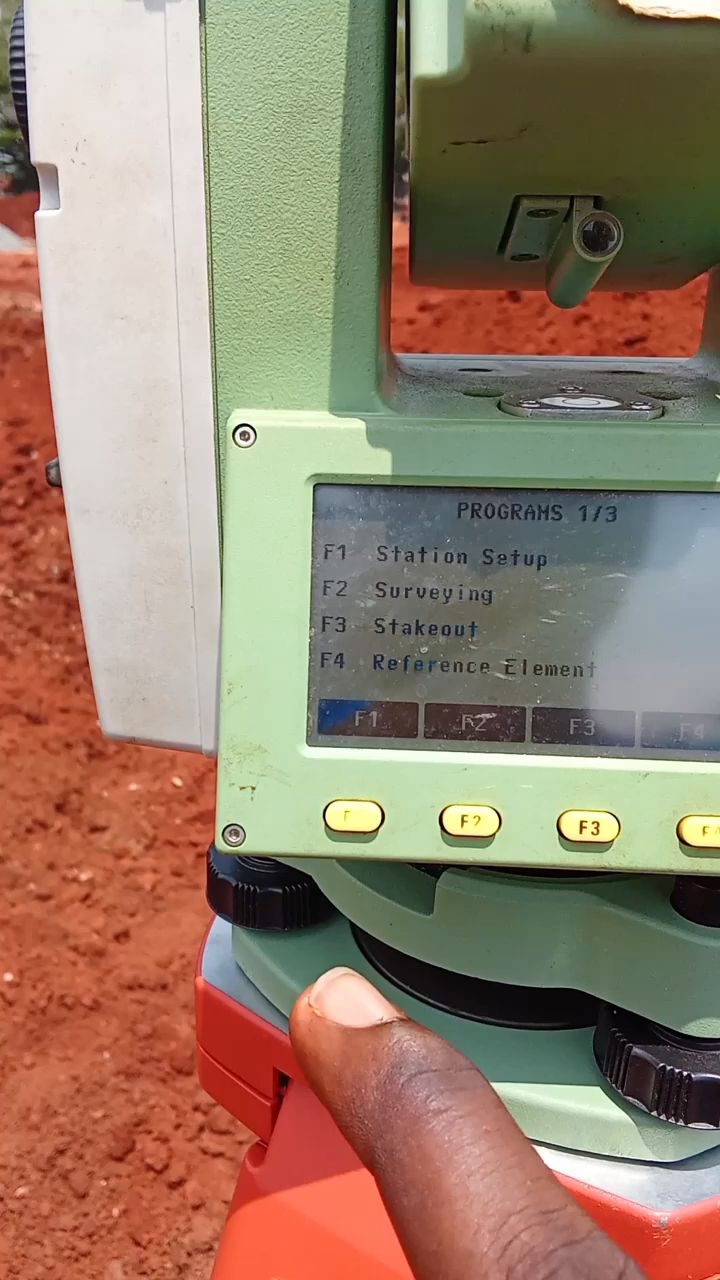 PROGRAMS 1/3
F1 Station Setup
F2 Surveying
F3 Stakeout
F4 Reference Element
F1 F2 F3 F4
F F2 F3 F4